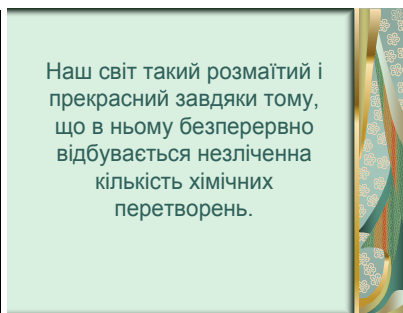 Наш світ такий розмаїтий і
прекрасний завдяки тому,
що в ньому безперервно
відбувається незліченна
кількість хімічних
перетворень.